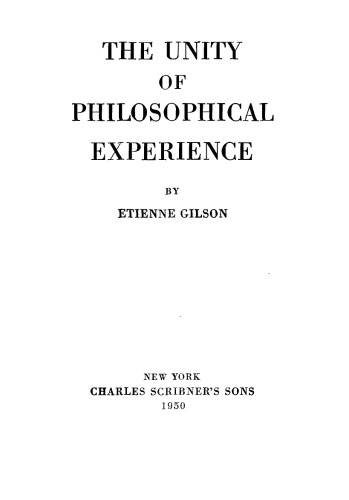 THE UNITY
OF
PHILOSOPHICAL
EXPERIENCE
BY
ETIENNE GILSON
NEW YORK
CHARLES SCRIBNER'S SONS
1950